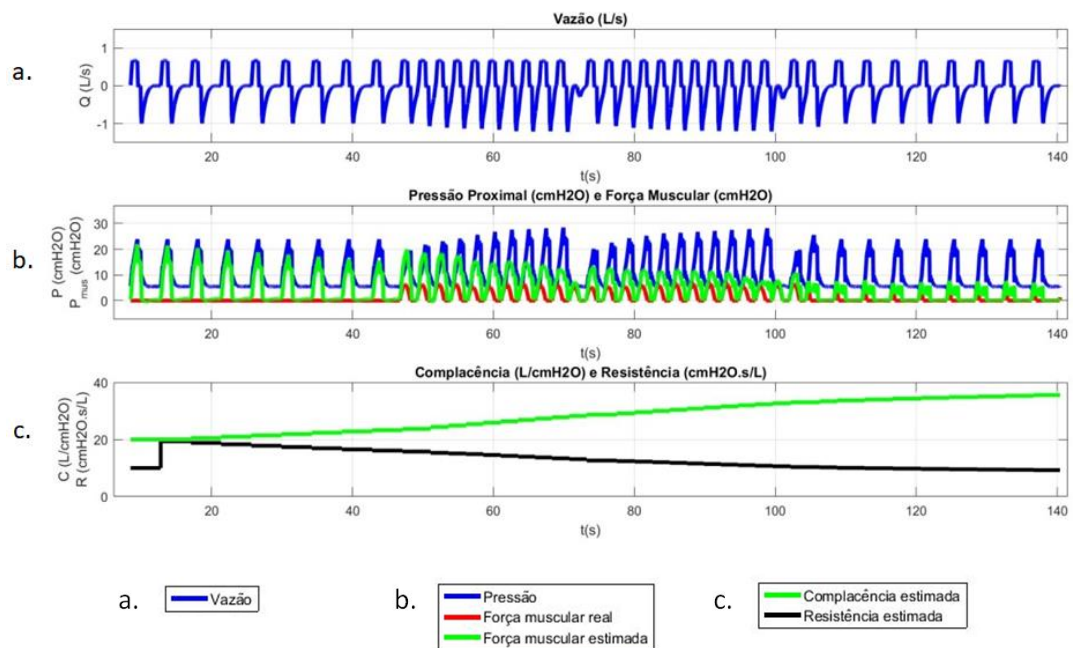 Vazão (L/s)
a.
Q (L/s)
1
0
-1
20
40
60
80
100
120
140
t(s)
Pressão Proximal (cmH2O) e Força Muscular (cmH2O)
b.
P (cmH2O)
Pmus (cmH2O)
30
20
10
0
20
40
60
80
100
120
140
t(s)
Complacência (L/cmH2O) e Resistência (cmH2O.s/L)
c.
C (L/cmH2O)
R (cmH2O.s/L)
40
20
0
20
40
60
80
100
120
140
t(s)
a.
Vazão
b.
Pressão
Força muscular real
Força muscular estimada
c.
Complacência estimada
Resistência estimada